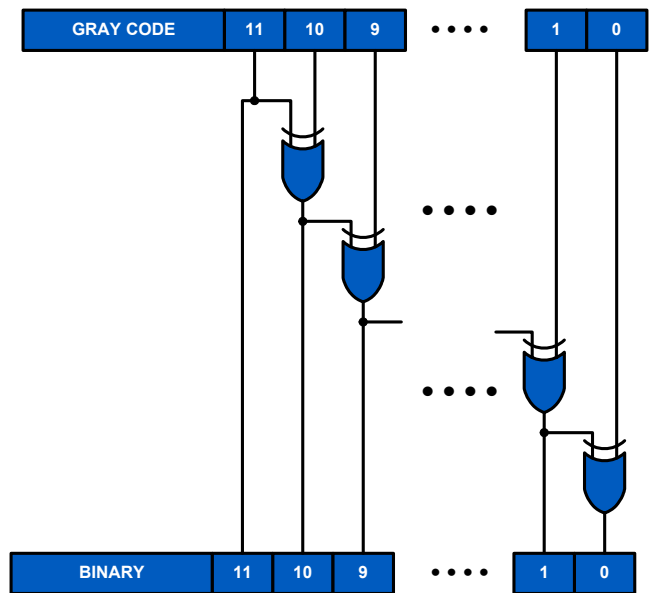 GRAY CODE 11 10 9 •••• 1 0
BINARY 11 10 9 •••• 1 0